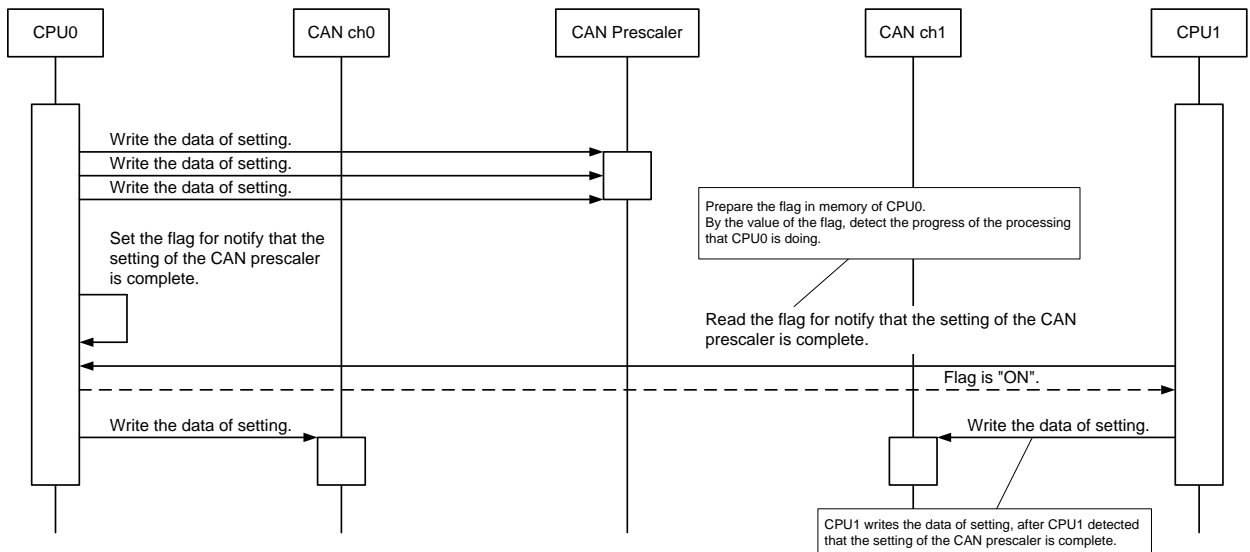 CPU0
CAN ch0
CAN Prescaler
CAN ch1
CPU1
Write the data of setting.
Write the data of setting.
Write the data of setting.
Prepare the flag in memory of CPU0.
By the value of the flag, detect the progress of the processing
that CPU0 is doing.
Set the flag for notify that the
setting of the CAN prescaler
is complete.
Read the flag for notify that the setting of the CAN
prescaler is complete.
Flag is "ON".
Write the data of setting.
Write the data of setting.
CPU1 writes the data of setting, after CPU1 detected
that the setting of the CAN prescaler is complete.